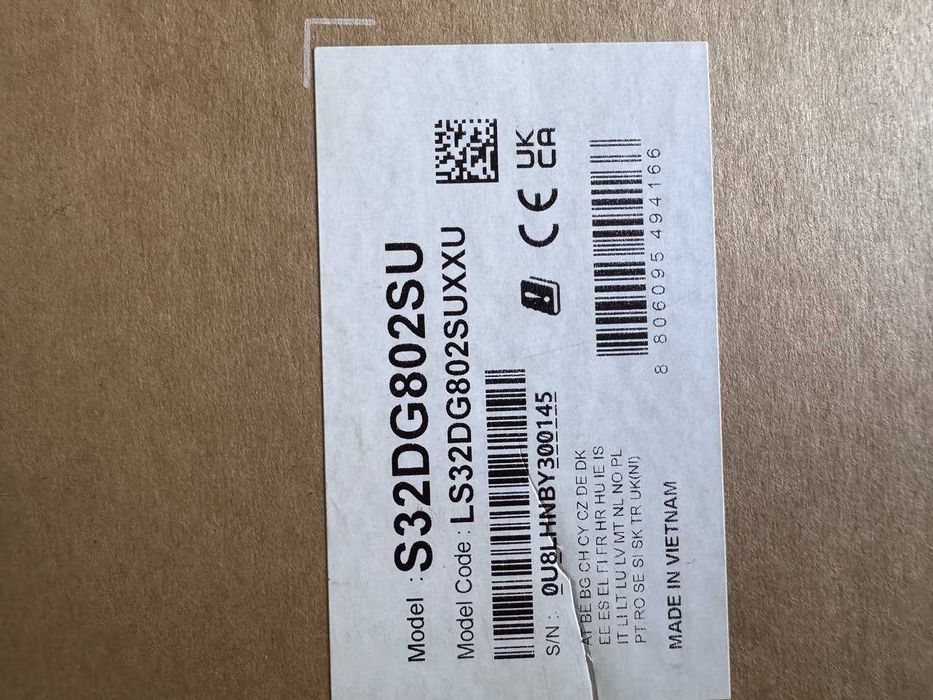 Model : S32DG802SU
Model Code : LS32DG802SUXXU
S/N : 0U8LHNBY300145
AT BE BG CH CY CZ DE DK
EE ES EL FI FR HR HU IE IS
IT LI LT LU LV MT NL NO PL
PT RO SE SI SK TR UK(NI)
MADE IN VIETNAM
CE
UK
CA
8 806095 494166